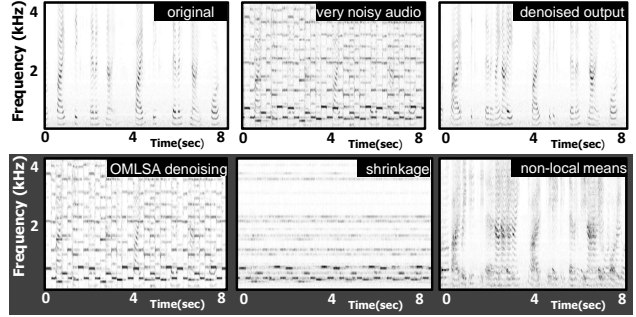 original
very noisy audio
denoised output
Frequency (kHz)
4
2
0
0 4 Time(sec) 8
0 4 Time(sec) 8
0 4 Time(sec) 8
OMLSA denoising
shrinkage
non-local means
Frequency (kHz)
4
2
0
0 4 Time(sec) 8
0 4 Time(sec) 8
0 4 Time(sec) 8